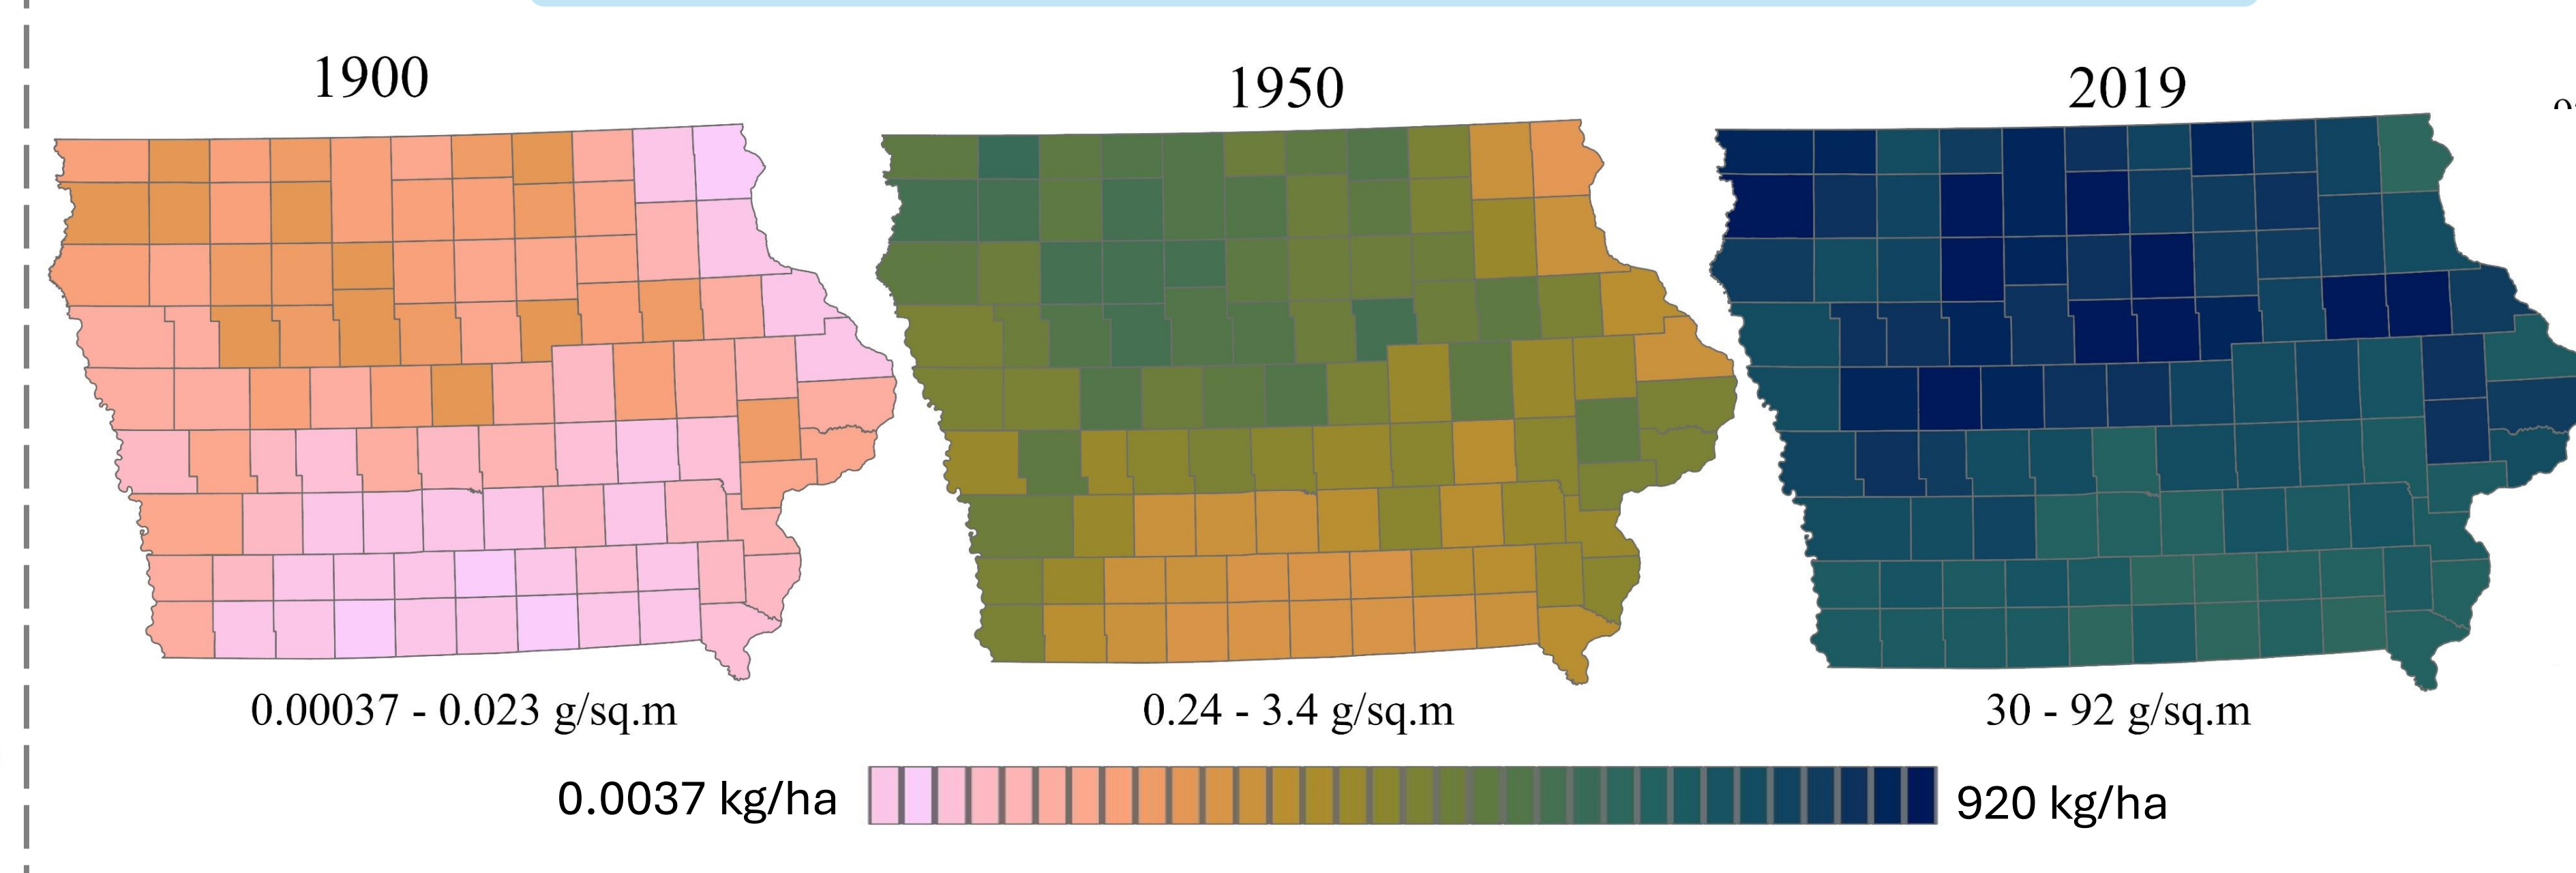 1900
1950
2019
0.00037 - 0.023 g/sq.m
0.24 - 3.4 g/sq.m
30 - 92 g/sq.m
0.0037 kg/ha
920 kg/ha